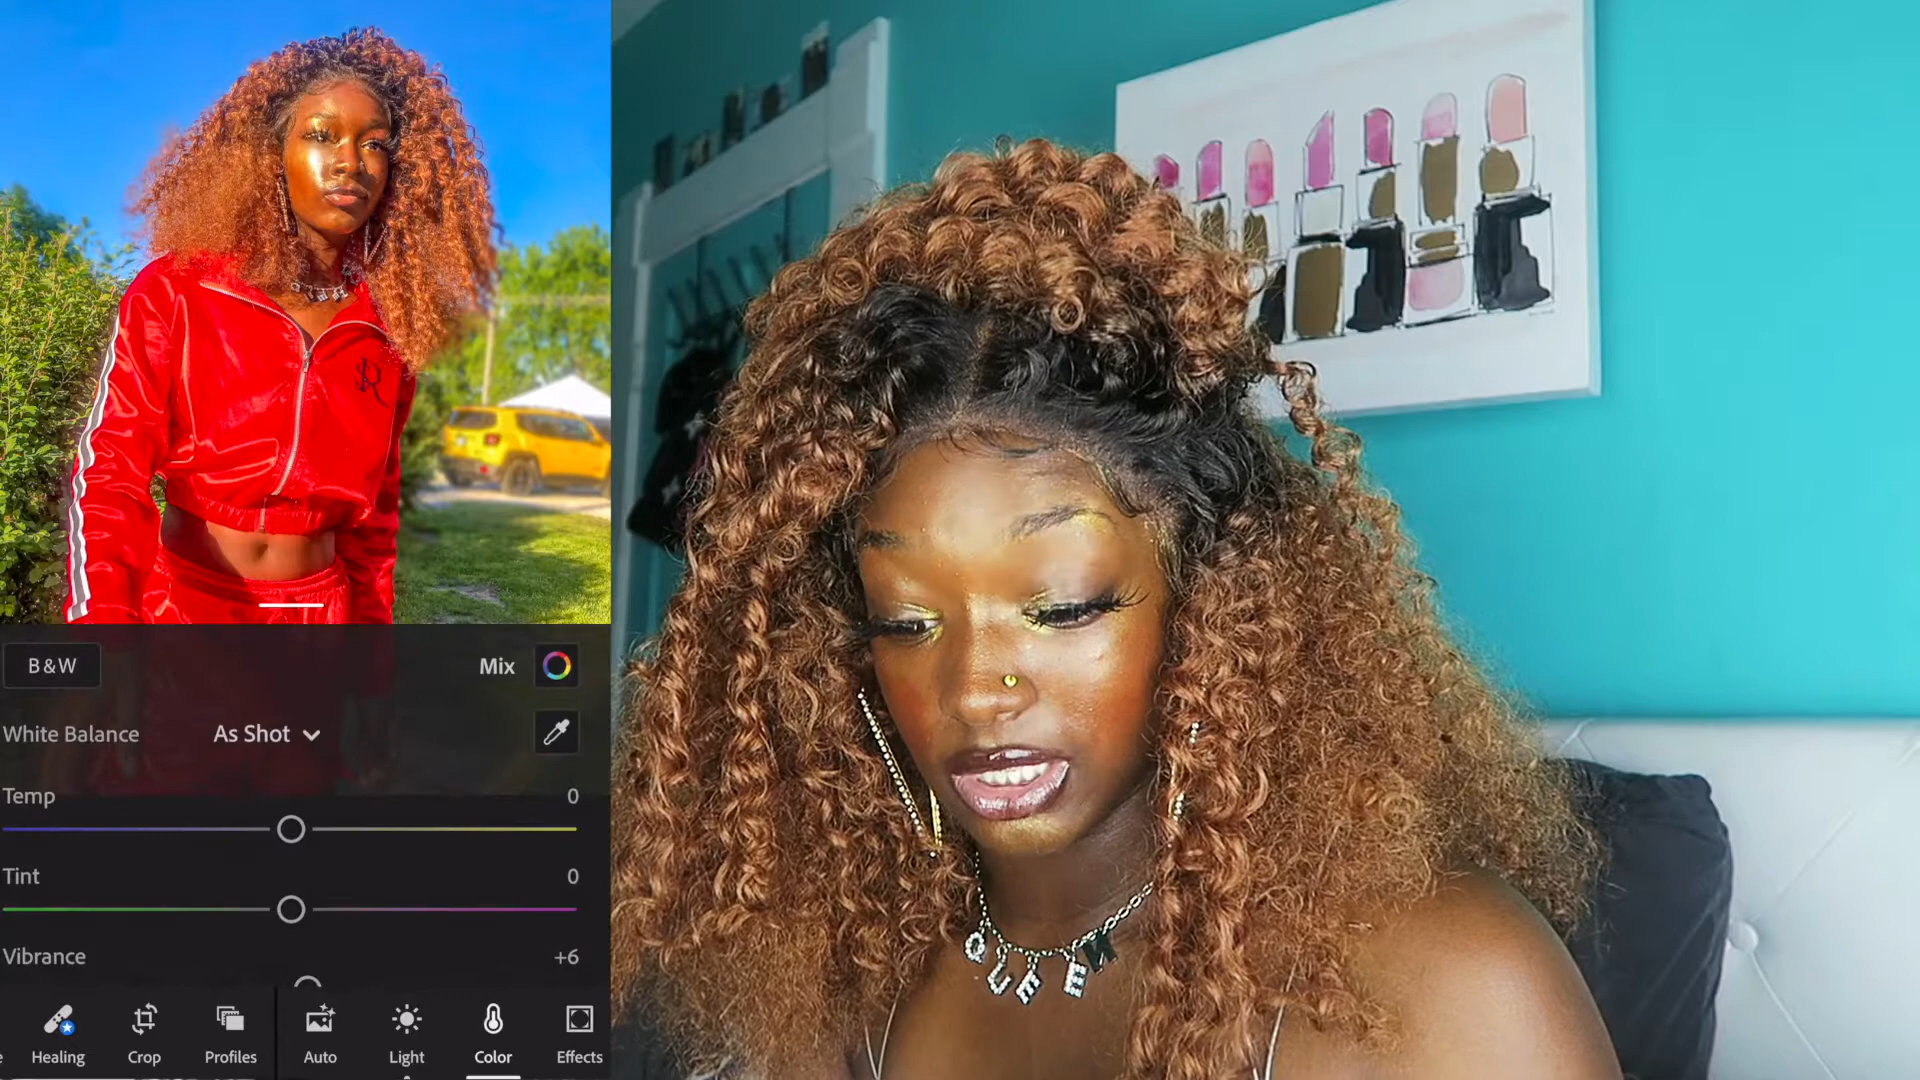 B&W
Mix
White Balance As Shot
Temp 0
Tint 0
Vibrance +6
Healing Crop Profiles Auto Light Color Effects
R
QUEEN